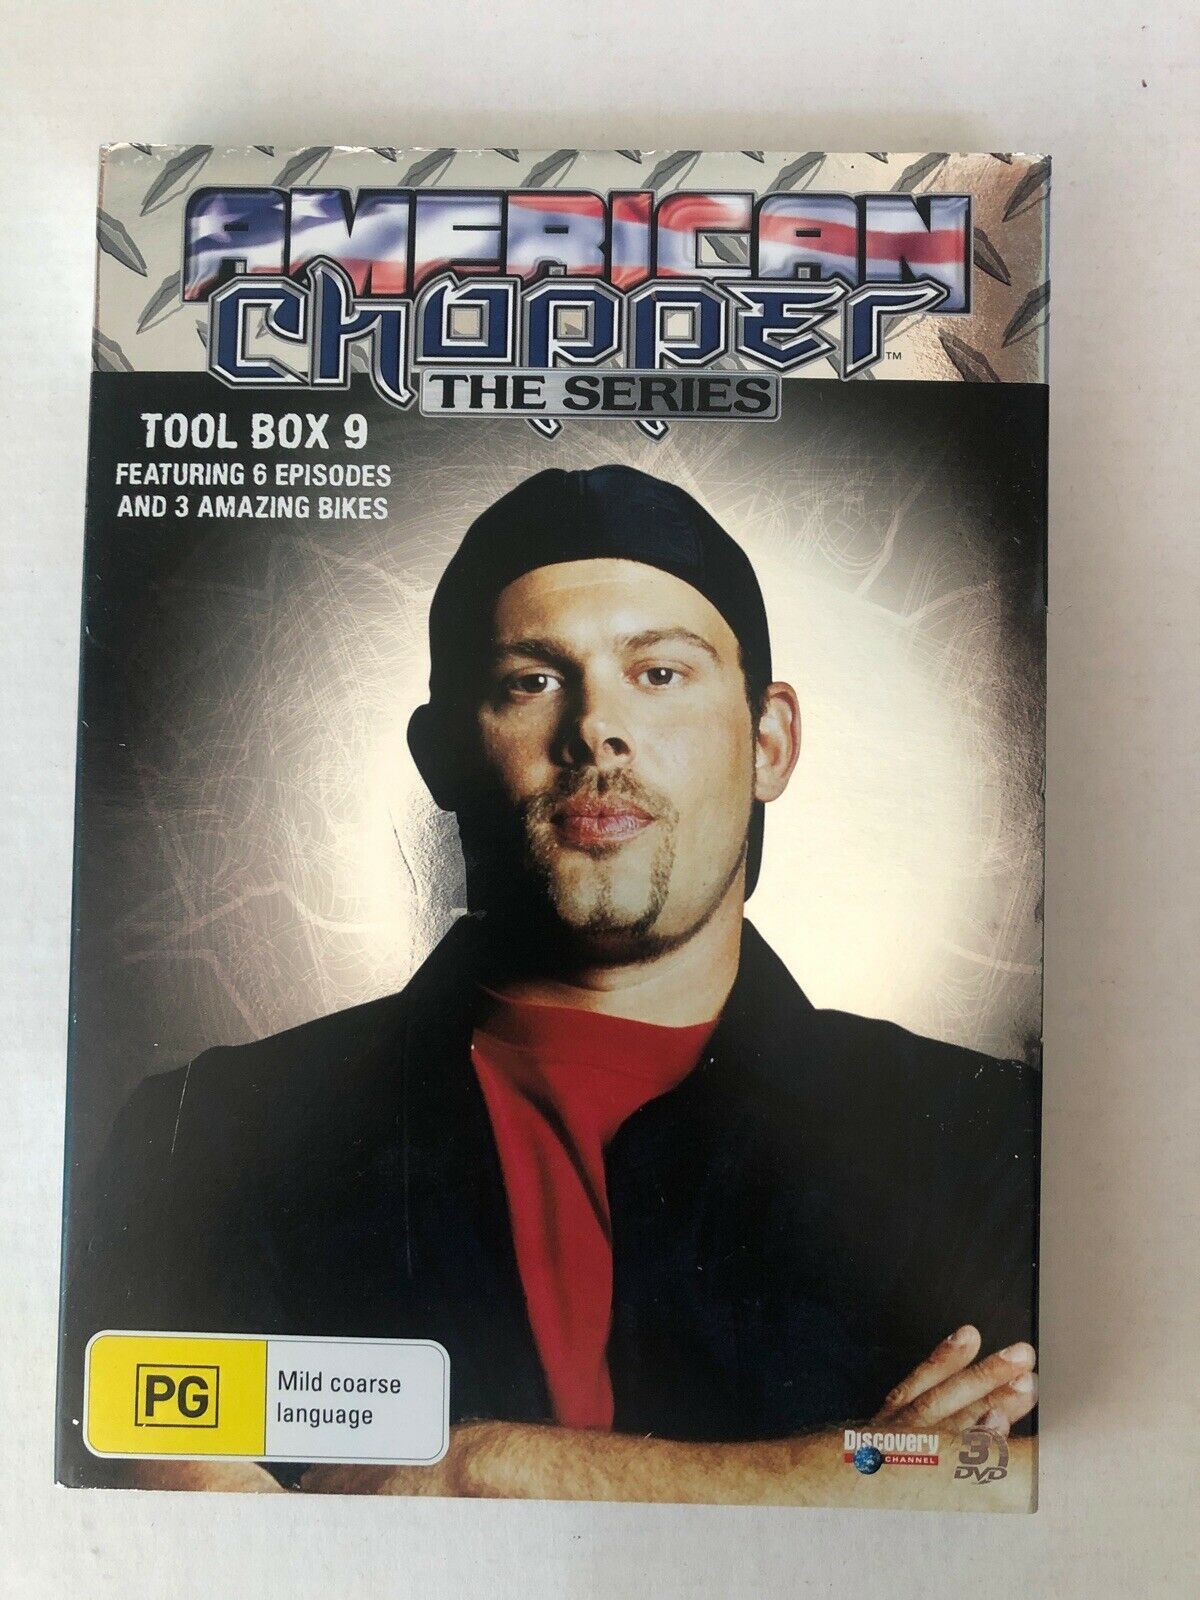 AMERICAN
Chopper
TM
THE SERIES
TOOL BOX 9
FEATURING 6 EPISODES
AND 3 AMAZING BIKES
PG
Mild coarse
language
Discovery
CHANNEL
3
DVD